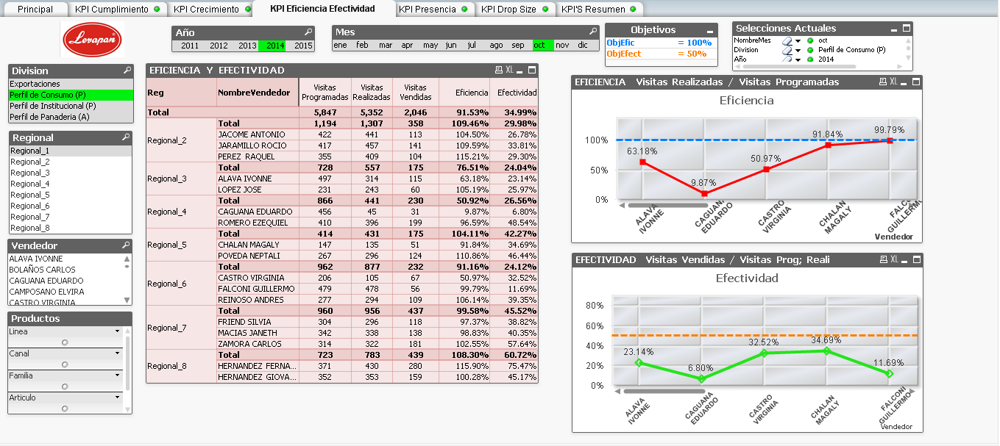 Principal
KPI Cumplimiento
KPI Crecimiento
KPI Eficiencia Efectividad
KPI Presencia
KPI Drop Size
KPI'S Resumen
Levapan
Año
2011 2012 2013 2014 2015
Mes
ene feb mar apr may jun jul ago sep oct nov dic
Objetivos
ObjEfic = 100%
ObjEfect = 50%
Selecciones Actuales
NombreMes oct
Division Perfil de Consumo (P)
Año 2014
Division
Exportaciones
Perfil de Consumo (P)
Perfil de Institucional (P)
Perfil de Panaderia (A)
Regional
Regional_1
Regional_2
Regional_3
Regional_4
Regional_5
Regional_6
Regional_7
Regional_8
Vendedor
ALAVA IVONNE
BOLAÑOS CARLOS
CAGUANA EDUARDO
CAMPOSANO ELVIRA
CASTRO VIRGINIA
Productos
Linea
Canal
Familia
Articulo
EFICIENCIA Y EFECTIVIDAD XL
Reg NombreVendedor Visitas Programadas Visitas Realizadas Visitas Vendidas Eficiencia Efectividad
Total 5,847 5,352 2,046 91.53% 34.99%
Regional_2 Total 1,194 1,307 358 109.46% 29.98%
JACOME ANTONIO 422 441 113 104.50% 26.78%
JARAMILLO ROCIO 417 457 141 109.59% 33.81%
PEREZ RAQUEL 355 409 104 115.21% 29.30%
Regional_3 Total 728 557 175 76.51% 24.04%
ALAVA IVONNE 497 314 115 63.18% 23.14%
LOPEZ JOSE 231 243 60 105.19% 25.97%
Regional_4 Total 866 441 230 50.92% 26.56%
CAGUANA EDUARDO 456 45 31 9.87% 6.80%
ROMERO EZEQUIEL 410 396 199 96.59% 48.54%
Regional_5 Total 414 431 175 104.11% 42.27%
CHALAN MAGALY 147 135 51 91.84% 34.69%
POVEDA NEPTALI 267 296 124 110.86% 46.44%
Regional_6 Total 962 877 232 91.16% 24.12%
CASTRO VIRGINIA 206 105 67 50.97% 32.52%
FALCONI GUILLERMO 479 478 56 99.79% 11.69%
REINOSO ANDRES 277 294 109 106.14% 39.35%
Regional_7 Total 960 956 437 99.58% 45.52%
FRIEND SILVIA 304 296 118 97.37% 38.82%
MACIAS JANETH 342 338 138 98.83% 40.35%
ZAMORA CARLOS 314 322 181 102.55% 57.64%
Regional_8 Total 723 783 439 108.30% 60.72%
HERNANDEZ FERNA... 371 430 280 115.90% 75.47%
HERNANDEZ GIOVA... 352 353 159 100.28% 45.17%
EFICIENCIA Visitas Realizadas / Visitas Programadas XL
Eficiencia
100%
50%
0%
63.18%
9.87%
50.97%
91.84%
99.79%
ALAVA IVONNE
CAGUANA EDUARDO
CASTRO VIRGINIA
CHALAN MAGALY
FALC GUILLERM
Vendedor
EFECTIVIDAD Visitas Vendidas / Visitas Prog; Reali XL
Efectividad
80%
60%
40%
20%
0%
23.14%
6.80%
32.52%
34.69%
11.69%
ALAVA IVONNE
CAGUANA EDUARDO
CASTRO VIRGINIA
CHALAN MAGALY
FALCONI GUILLERMO
Vendedor